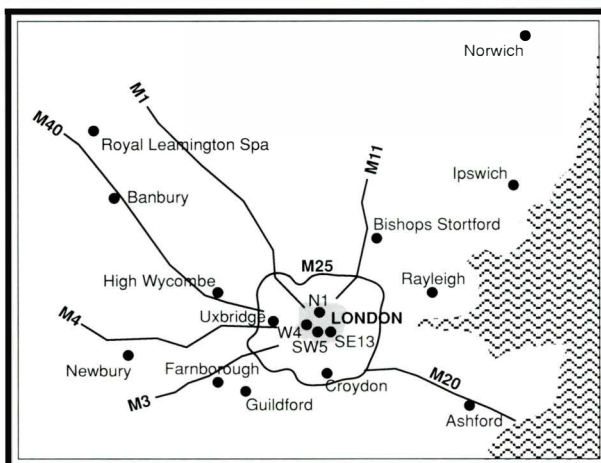 Norwich
M1
M40
Royal Leamington Spa
M11
Ipswich
Banbury
Bishops Stortford
M25
High Wycombe
Rayleigh
N1
LONDON
Uxbridge
M4
W4
SW5
SE13
Newbury
Farnborough
Croydon
M20
M3
Guildford
Ashford